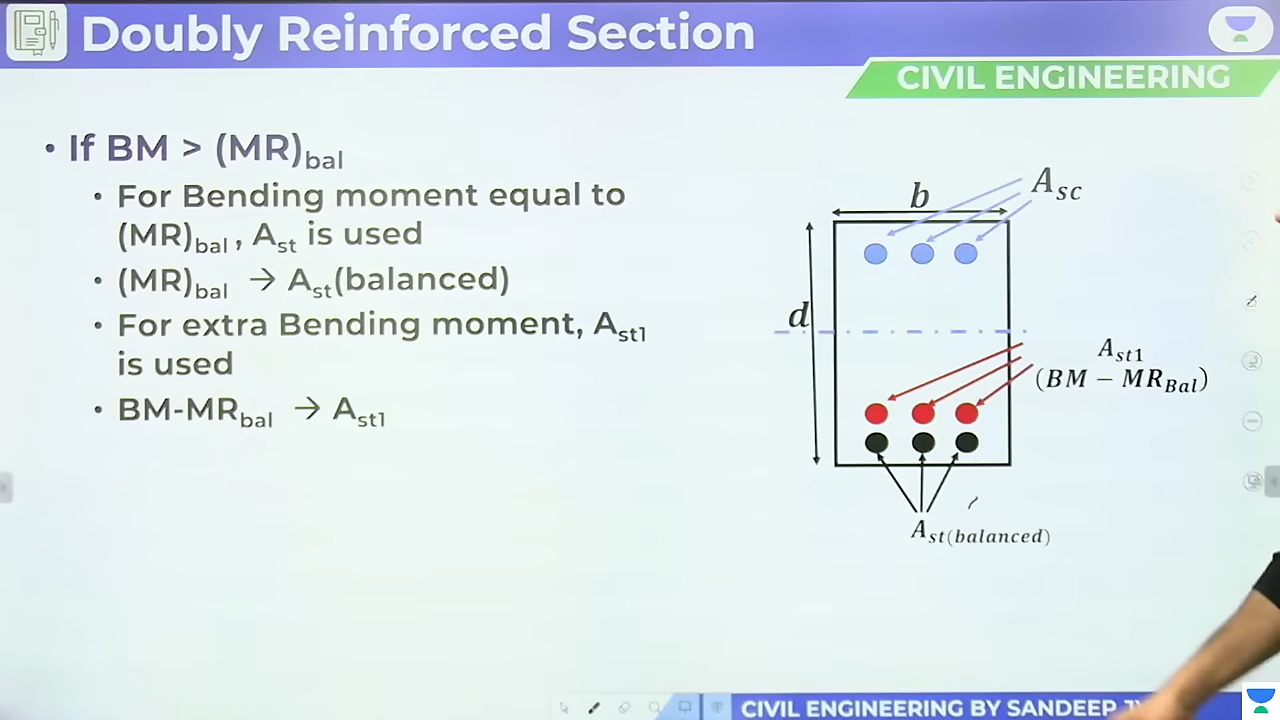 Doubly Reinforced Section
CIVIL ENGINEERING
• If BM > (MR)bal
• For Bending moment equal to
(MR)bal , Ast is used
• (MR)bal → Ast(balanced)
• For extra Bending moment, Ast1
is used
• BM-MRbal → Ast1
Asc
b
d
Ast1
(BM − MRBal)
Ast(balanced)
CIVIL ENGINEERING BY SANDEEP